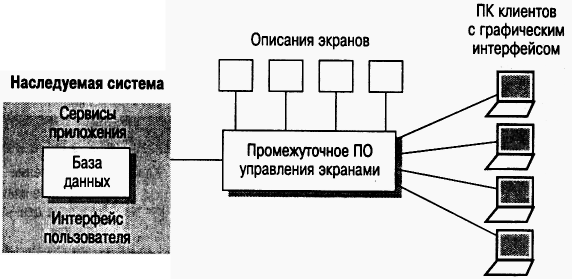 ПК клиентов
с графическим
интерфейсом
Описания экранов
Наследуемая система
Сервисы
приложения
База
данных
Интерфейс
пользователя
Промежуточное ПО
управления экранами